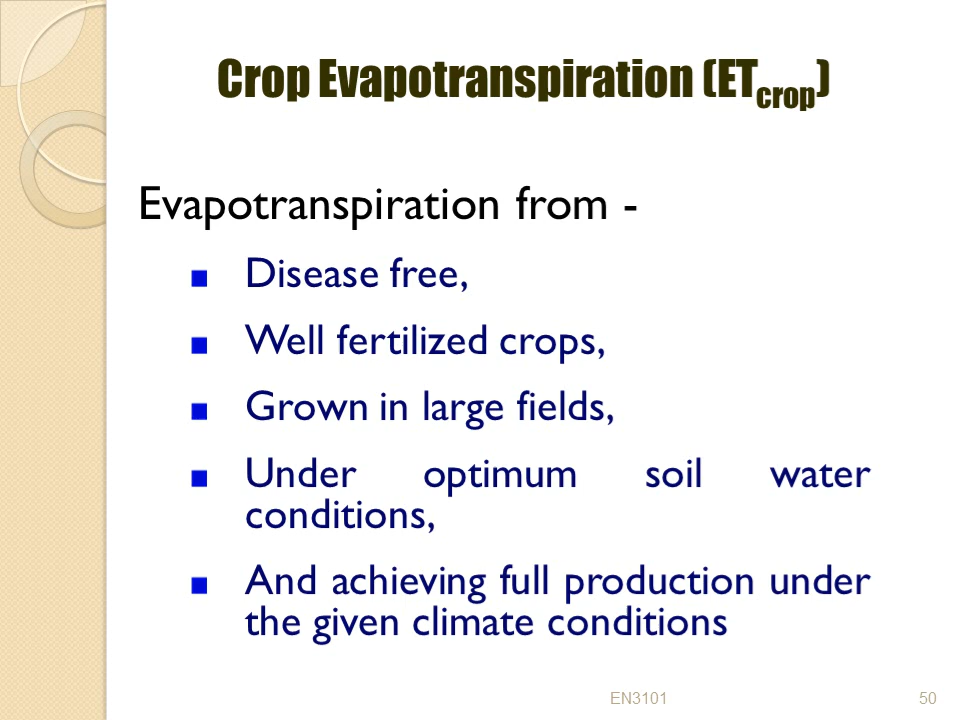 Crop Evapotranspiration (ETcrop)
Evapotranspiration from -
Disease free,
Well fertilized crops,
Grown in large fields,
Under optimum soil water
conditions,
And achieving full production under
the given climate conditions
EN3101 50